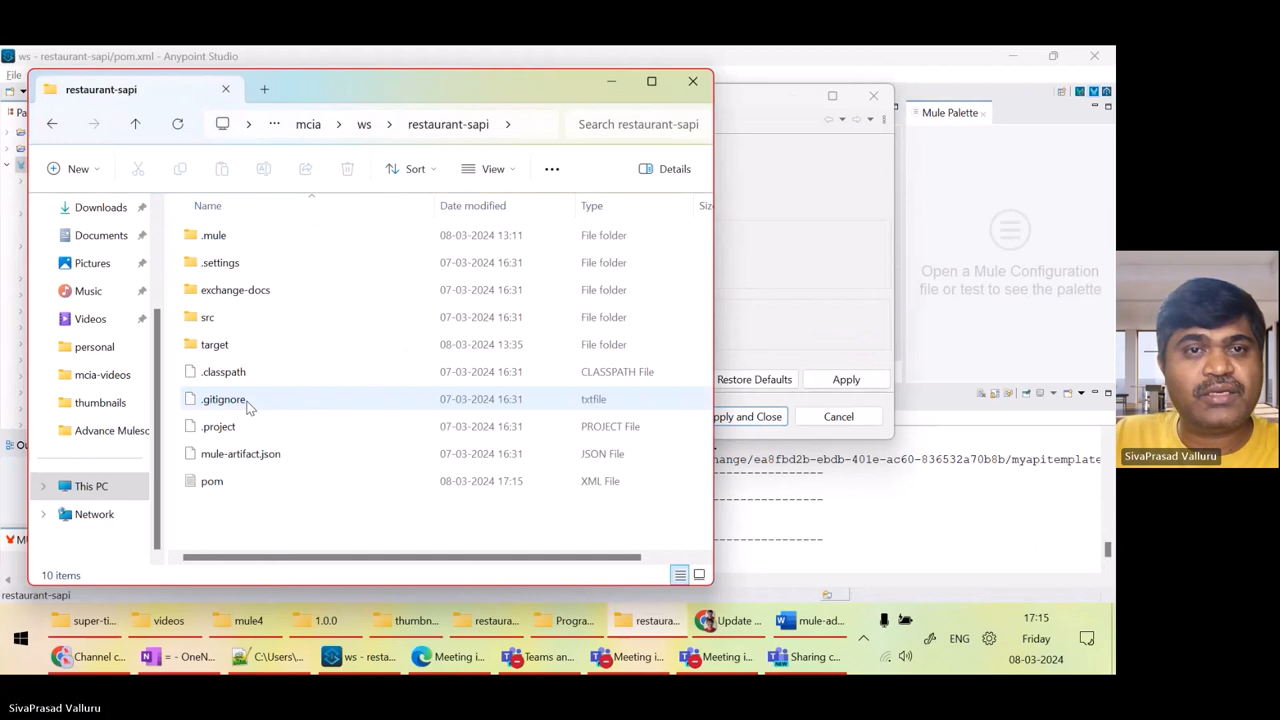 ws - restaurant-sapi/pom.xml - Anypoint Studio
File
restaurant-sapi
mcia
ws
restaurant-sapi
Search restaurant-sapi
New
Sort
View
Details
Name
Date modified
Type
Size
Downloads
Documents
Pictures
Music
Videos
personal
mcia-videos
thumbnails
Advance Mulesc
This PC
Network
.mule 08-03-2024 13:11 File folder
.settings 07-03-2024 16:31 File folder
exchange-docs 07-03-2024 16:31 File folder
src 07-03-2024 16:31 File folder
target 08-03-2024 13:35 File folder
.classpath 07-03-2024 16:31 CLASSPATH File
.gitignore 07-03-2024 16:31 txtfile
.project 07-03-2024 16:31 PROJECT File
mule-artifact.json 07-03-2024 16:31 JSON File
pom 08-03-2024 17:15 XML File
10 items
Pa
Ou
MU
Mule Palette
Open a Mule Configuration
file or test to see the palette
Restore Defaults
Apply
pply and Close
Cancel
change/ea8fbd2b-ebdb-401e-ac60-836532a70b8b/myapitemplate
---------------------
---------------------
---------------------
restaurant-sapi
super-ti...
videos
mule4
1.0.0
thumbn...
restaura...
Progra...
restaura...
Update ...
mule-ad...
Channel c...
= - OneN...
C:\Users\...
ws - resta...
Meeting i...
Teams an...
Meeting i...
Meeting i...
Sharing c...
ENG
17:15
Friday
08-03-2024
SivaPrasad Valluru
SivaPrasad Valluru